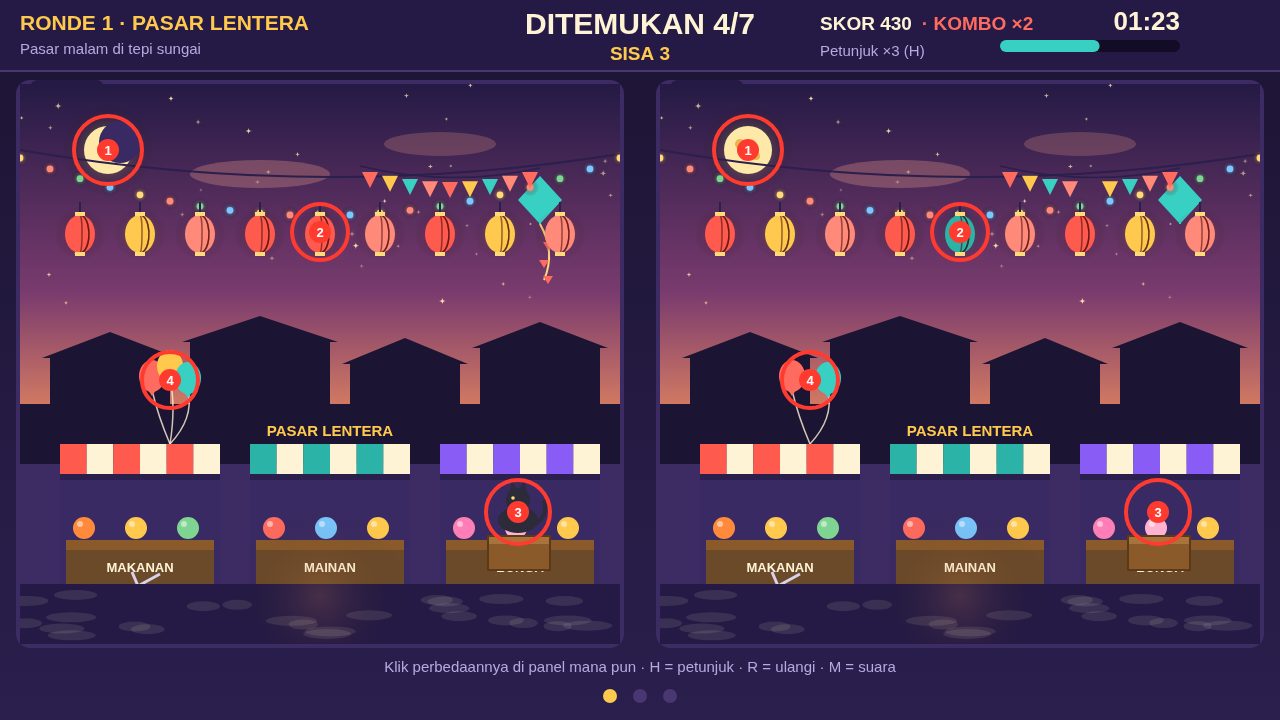 RONDE 1 · PASAR LENTERA
Pasar malam di tepi sungai
DITEMUKAN 4/7
SISA 3
SKOR 430 · KOMBO ×2
Petunjuk ×3 (H)
01:23
1
2
4
PASAR LENTERA
3
MAKANAN
MAINAN
1
2
4
PASAR LENTERA
3
MAKANAN
MAINAN
Klik perbedaannya di panel mana pun · H = petunjuk · R = ulangi · M = suara